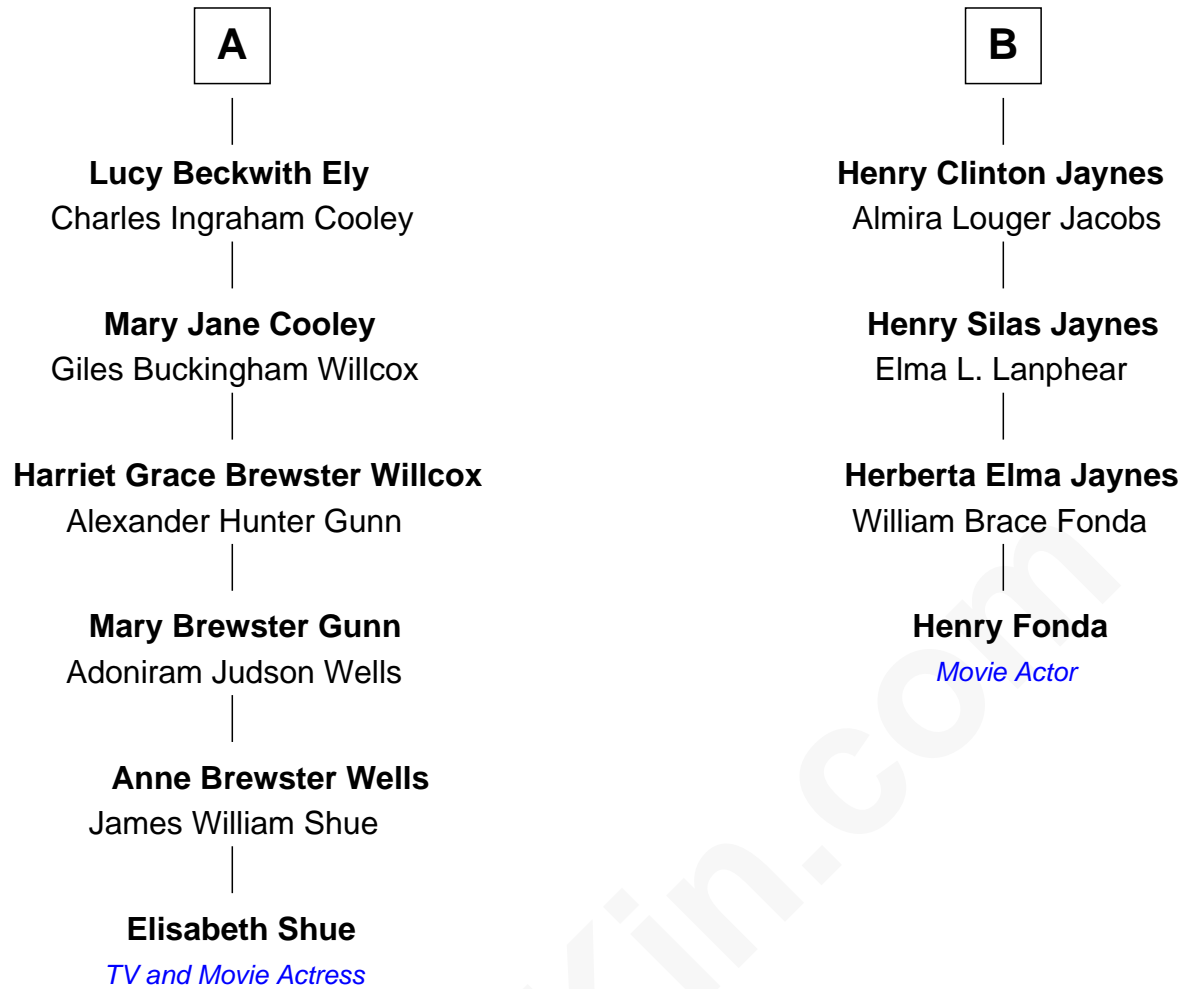 A
Lucy Beckwith Ely
Charles Ingraham Cooley
Mary Jane Cooley
Giles Buckingham Willcox
Harriet Grace Brewster Willcox
Alexander Hunter Gunn
Mary Brewster Gunn
Adoniram Judson Wells
Anne Brewster Wells
James William Shue
Elisabeth Shue
TV and Movie Actress
B
Henry Clinton Jaynes
Almira Louger Jacobs
Henry Silas Jaynes
Elma L. Lanphear
Herberta Elma Jaynes
William Brace Fonda
Henry Fonda
Movie Actor
Kin.com